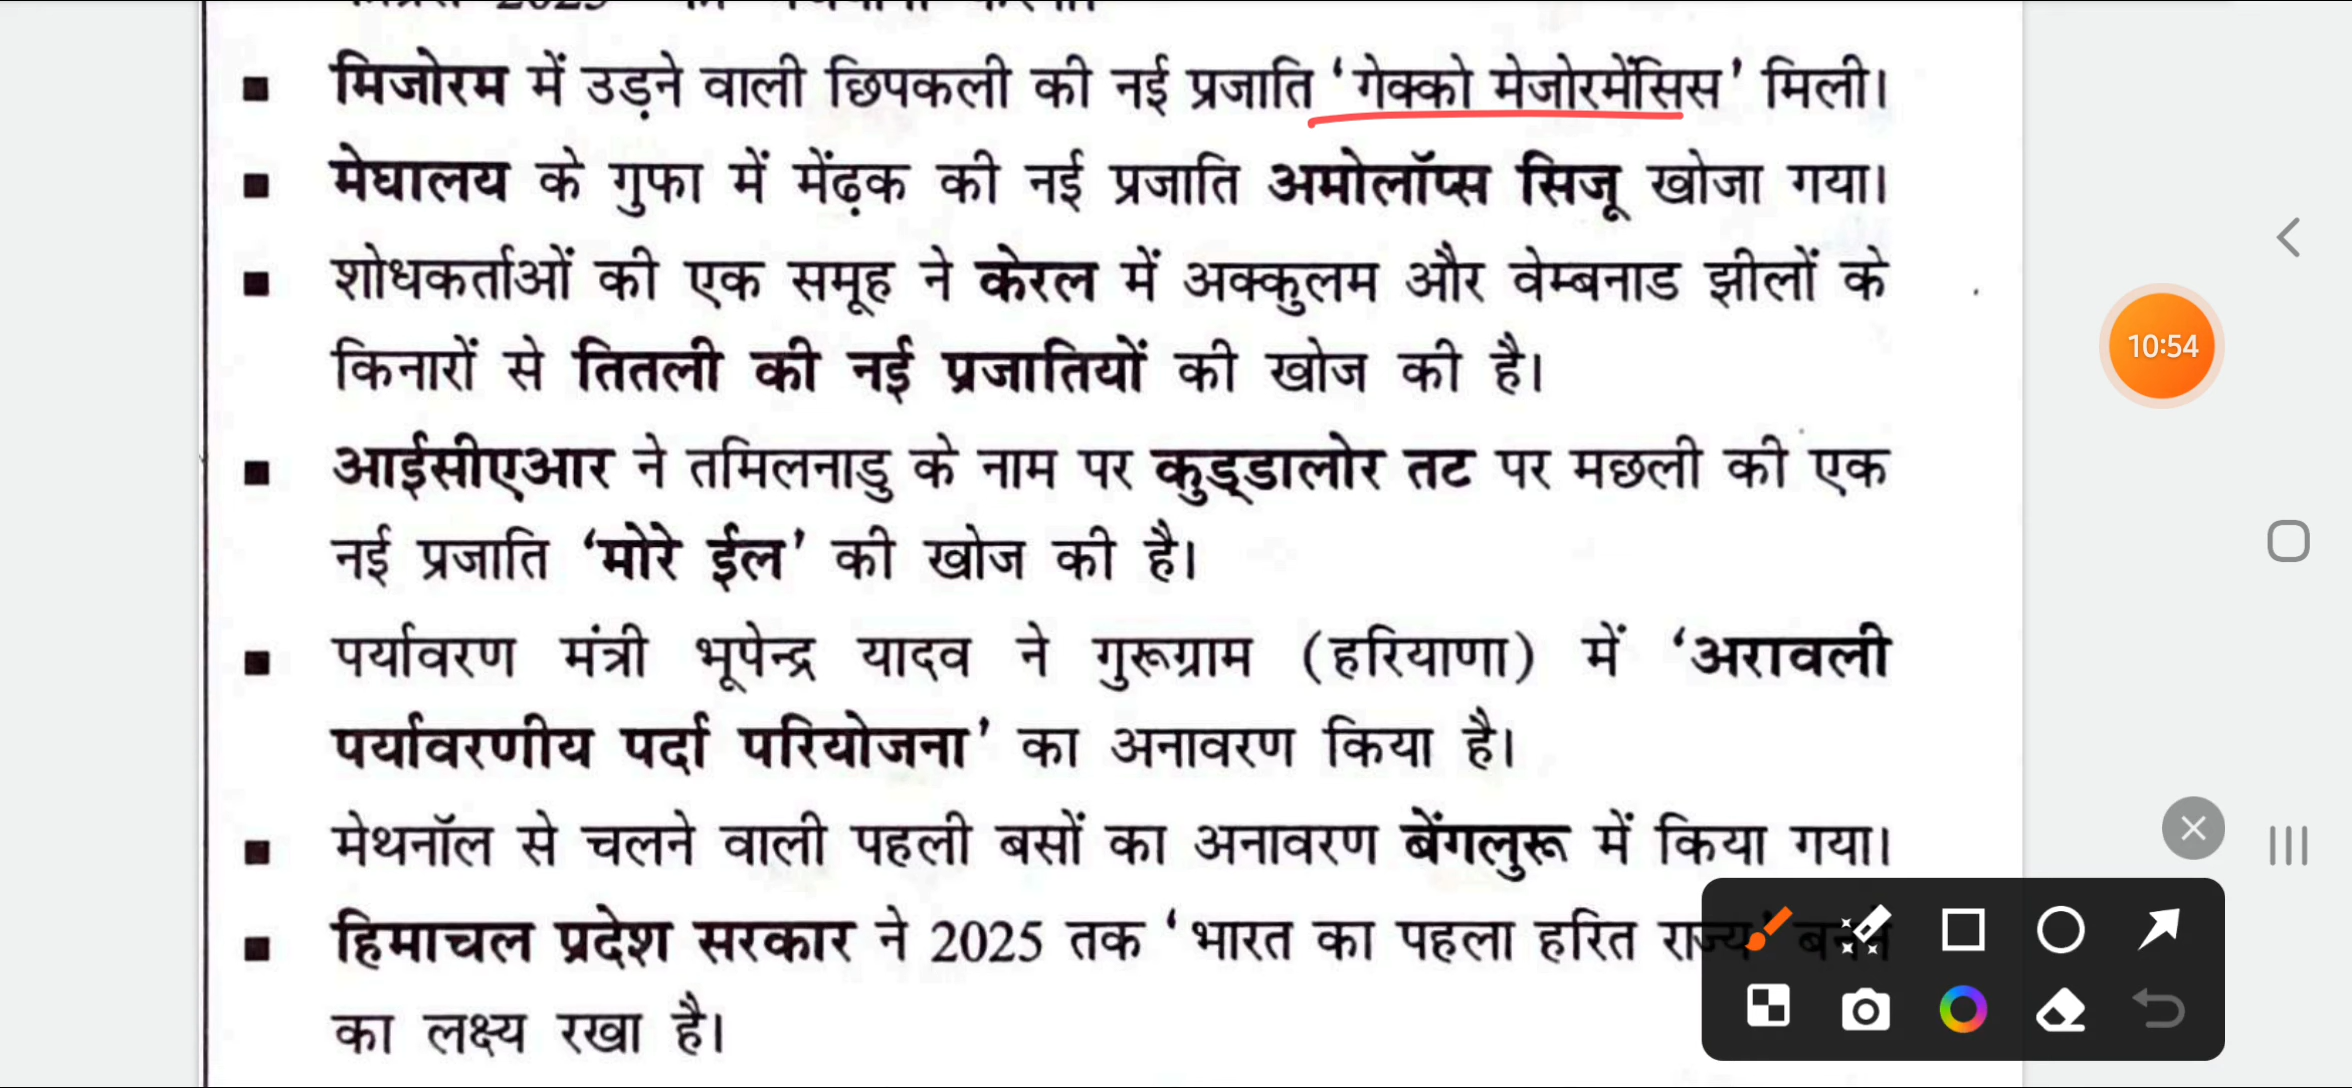 2025
मिजोरम में उड़ने वाली छिपकली की नई प्रजाति ‘गेक्को मेजोरमेंसिस’ मिली।
मेघालय के गुफा में मेंढ़क की नई प्रजाति अमोलॉप्स सिजू खोजा गया।
शोधकर्ताओं की एक समूह ने केरल में अक्कुलम और वेम्बनाड झीलों के
किनारों से तितली की नई प्रजातियों की खोज की है।
10:54
आईसीएआर ने तमिलनाडु के नाम पर कुड्डालोर तट पर मछली की एक
नई प्रजाति ‘मोरे ईल’ की खोज की है।
पर्यावरण मंत्री भूपेन्द्र यादव ने गुरूग्राम (हरियाणा) में ‘अरावली
पर्यावरणीय पर्दा परियोजना’ का अनावरण किया है।
मेथनॉल से चलने वाली पहली बसों का अनावरण बेंगलुरू में किया गया।
हिमाचल प्रदेश सरकार ने 2025 तक ‘भारत का पहला हरित राज्य’ बनने
का लक्ष्य रखा है।